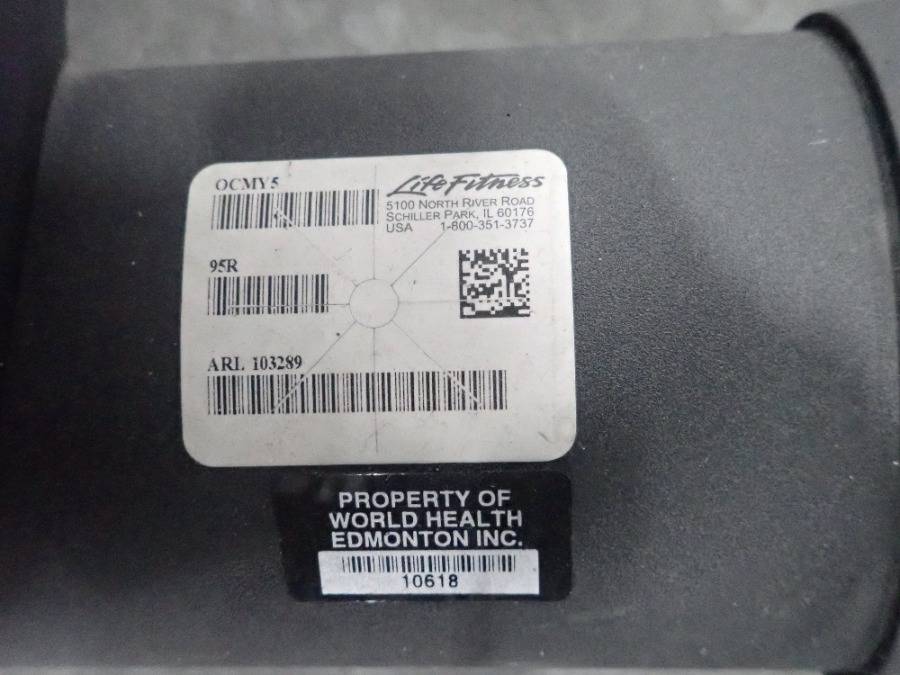 OCMY5
LifeFitness
5100 NORTH RIVER ROAD
SCHILLER PARK, IL 60176
USA 1-800-351-3737
95R
ARL 103289
PROPERTY OF
WORLD HEALTH
EDMONTON INC.
10618